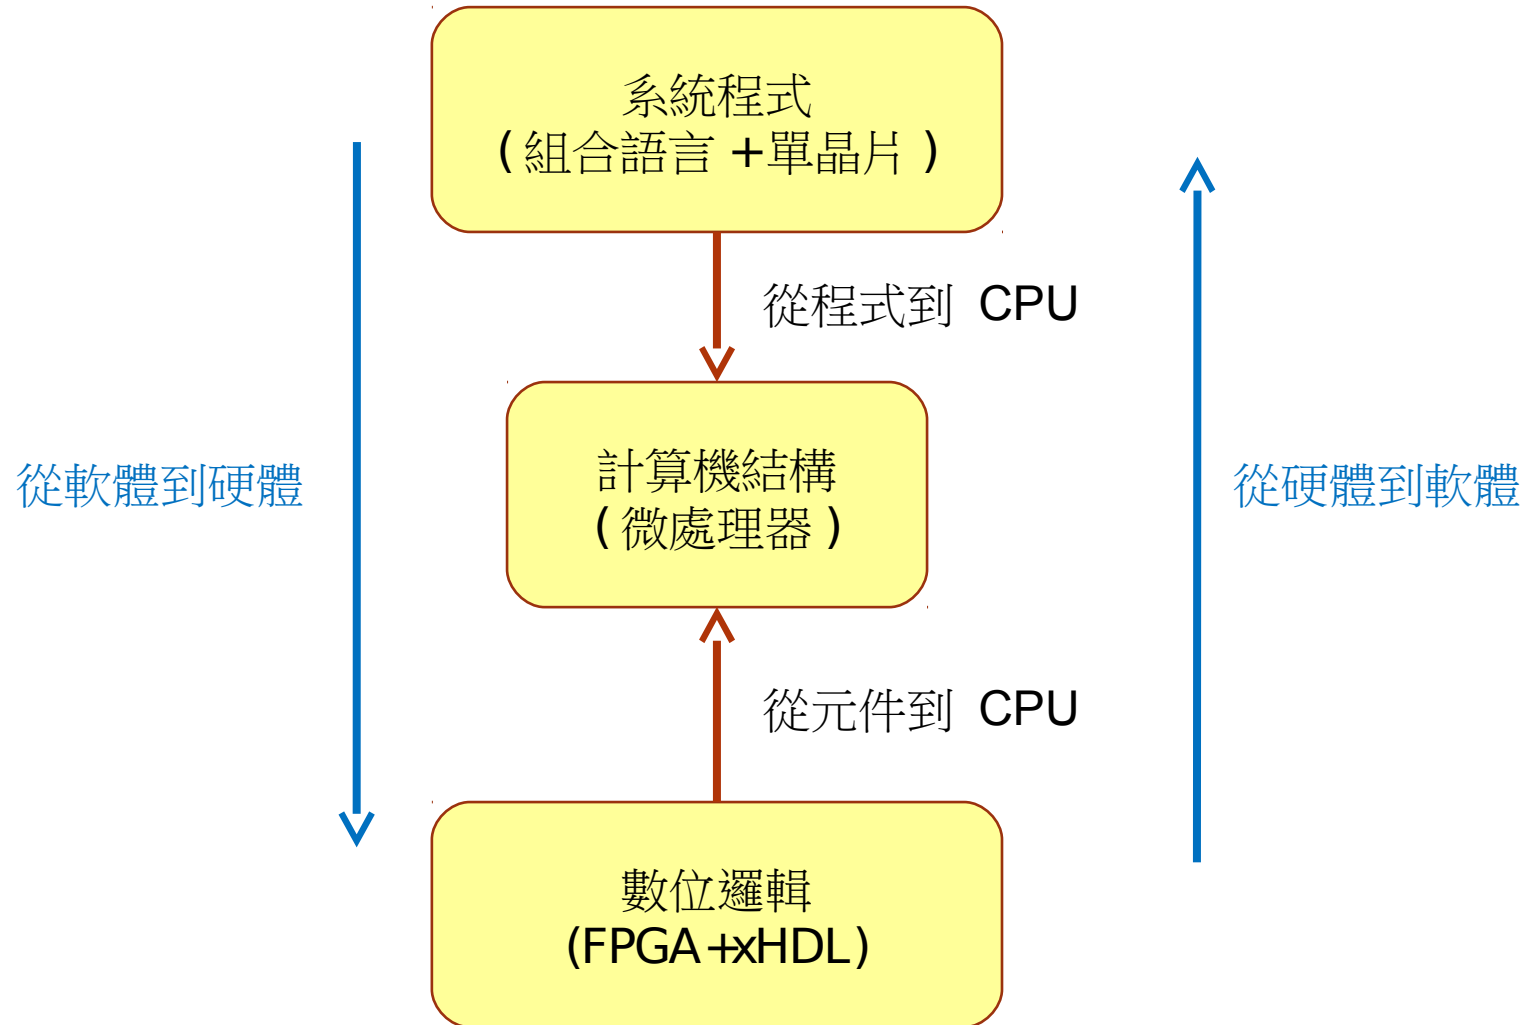 系統程式
(組合語言+單晶片)
從程式到 CPU
從軟體到硬體
計算機結構
(微處理器)
從硬體到軟體
從元件到 CPU
數位邏輯
(FPGA+xHDL)